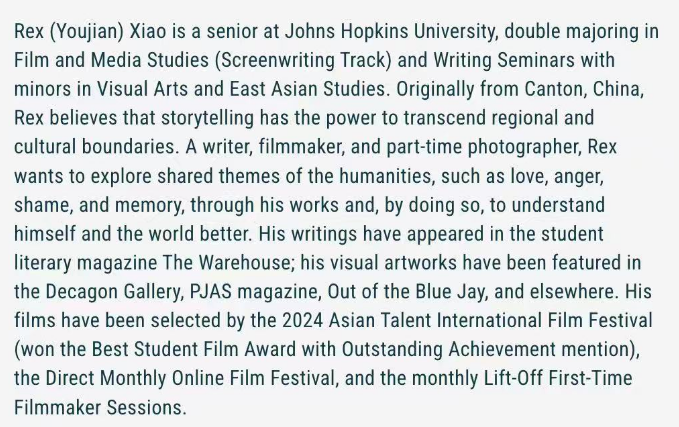 Rex (Youjian) Xiao is a senior at Johns Hopkins University, double majoring in
Film and Media Studies (Screenwriting Track) and Writing Seminars with
minors in Visual Arts and East Asian Studies. Originally from Canton, China,
Rex believes that storytelling has the power to transcend regional and
cultural boundaries. A writer, filmmaker, and part-time photographer, Rex
wants to explore shared themes of the humanities, such as love, anger,
shame, and memory, through his works and, by doing so, to understand
himself and the world better. His writings have appeared in the student
literary magazine The Warehouse; his visual artworks have been featured in
the Decagon Gallery, PJAS magazine, Out of the Blue Jay, and elsewhere. His
films have been selected by the 2024 Asian Talent International Film Festival
(won the Best Student Film Award with Outstanding Achievement mention),
the Direct Monthly Online Film Festival, and the monthly Lift-Off First-Time
Filmmaker Sessions.